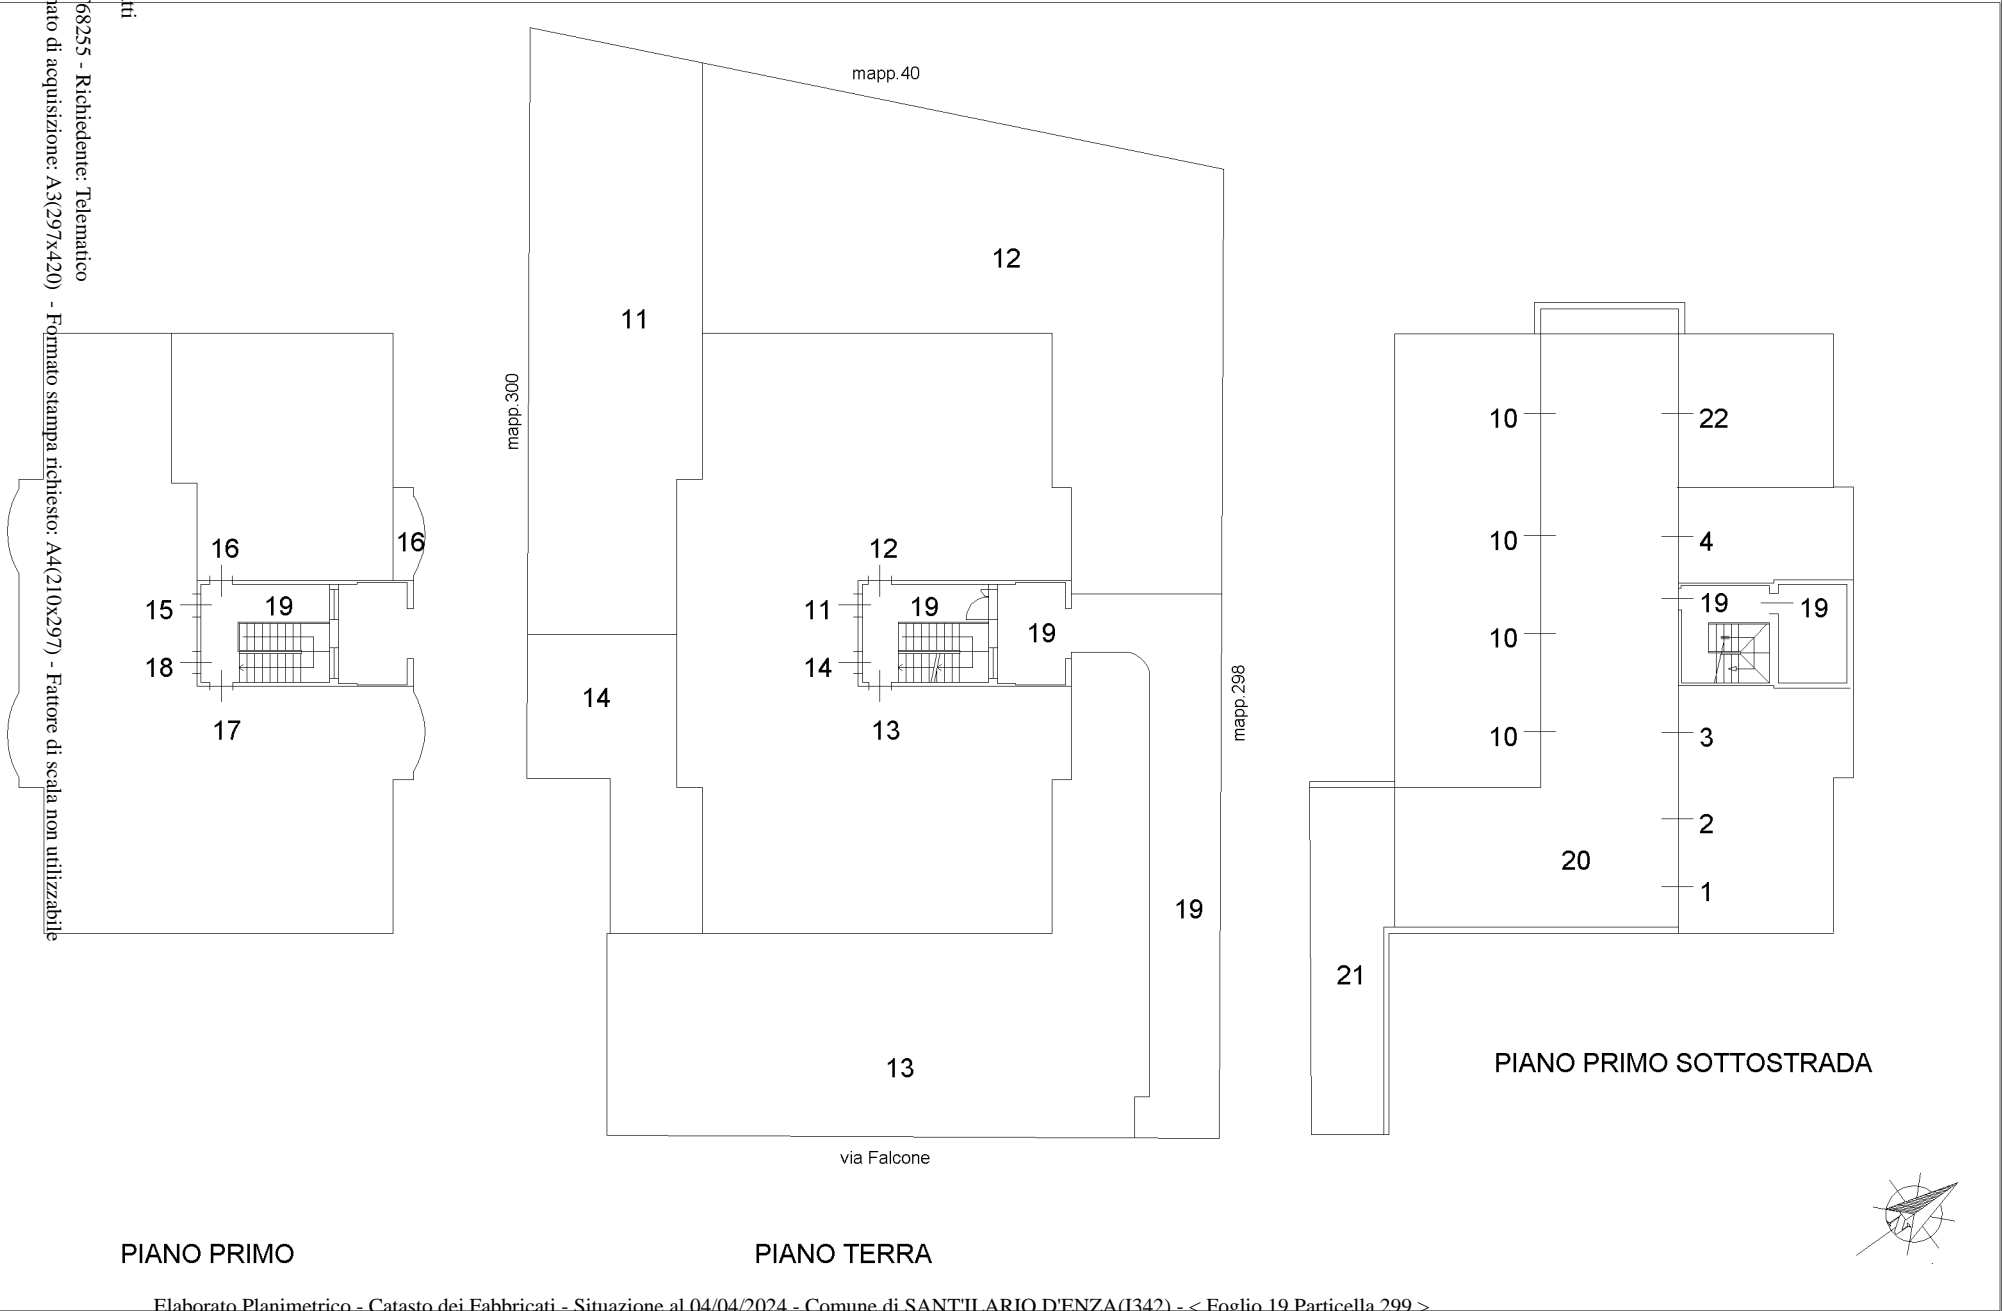 tti
68255 - Richiedente: Telematico
ato di acquisizione: A3(297x420) - Formato stampa richiesto: A4(210x297) - Fattore di scala non utilizzabile
mapp.40
12
11
mapp.300
12
11
19
19
14
14
13
mapp.298
19
13
via Falcone
PIANO TERRA
16
16
15
19
18
17
PIANO PRIMO
10
22
10
4
19
19
10
10
3
2
20
1
21
PIANO PRIMO SOTTOSTRADA
Elaborato Planimetrico - Catasto dei Fabbricati - Situazione al 04/04/2024 - Comune di SANT'ILARIO D'ENZA(I342) - < Foglio 19 Particella 299 >